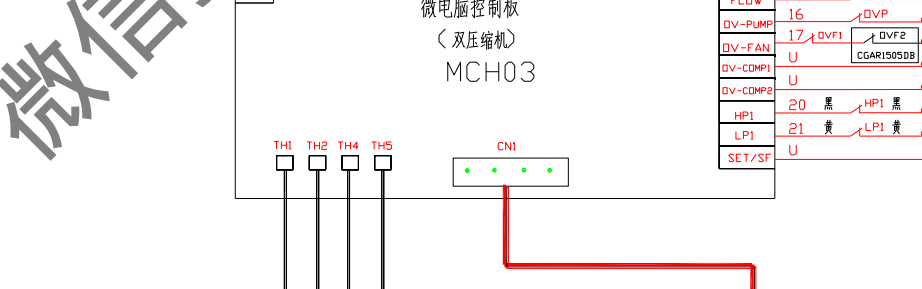 微信
微电脑控制板
(双压缩机)
MCH03
FLOW
OV-PUMP 16 OVP
OV-FAN 17 OVF1 OVF2
CGAR1505DB
OV-COMP1 U
OV-COMP2 U
HP1 20 黑 HP1 黑
LP1 21 黄 LP1 黄
SET/SF U
TH1 TH2 TH4 TH5 CN1